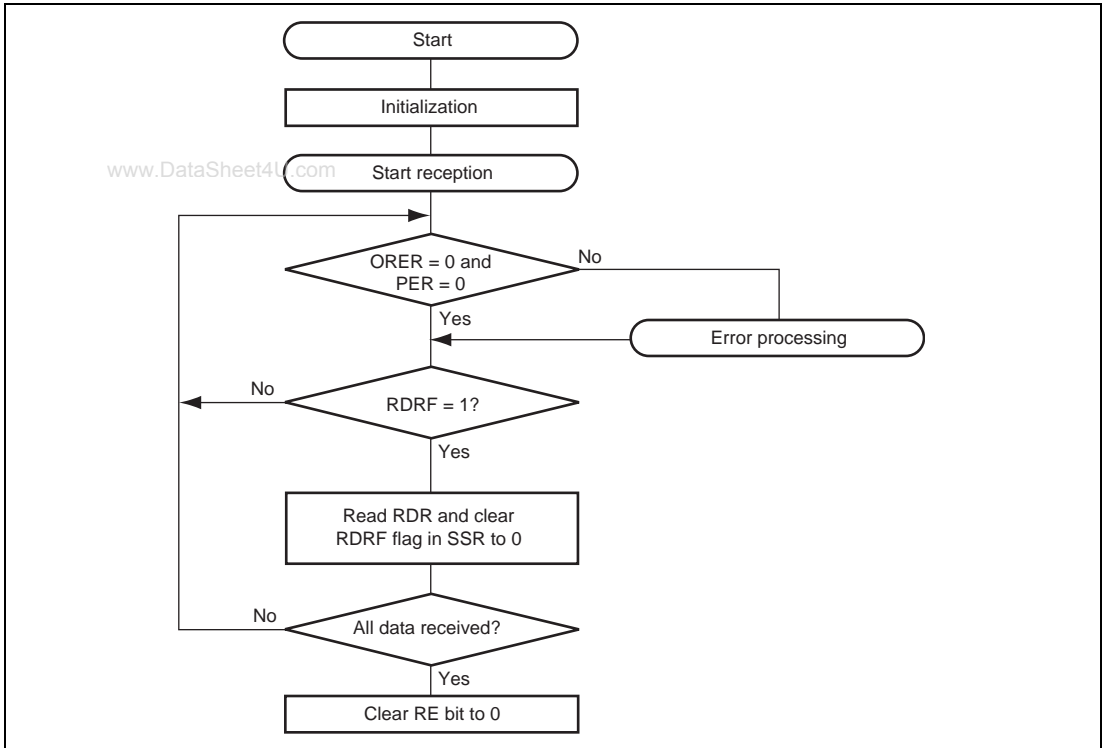 Start
Initialization
www.DataSheet4U.com
Start reception
ORER = 0 and
PER = 0
No
Yes
Error processing
No
RDRF = 1?
Yes
Read RDR and clear
RDRF flag in SSR to 0
No
All data received?
Yes
Clear RE bit to 0